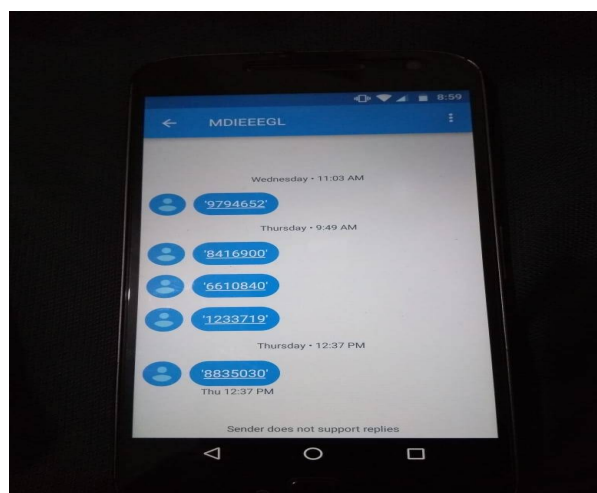 8:59
MDIEEEGL
Wednesday • 11:03 AM
'9794652'
Thursday • 9:49 AM
'8416900'
'6610840'
'1233719'
Thursday • 12:37 PM
'8835030'
Thu 12:37 PM
Sender does not support replies